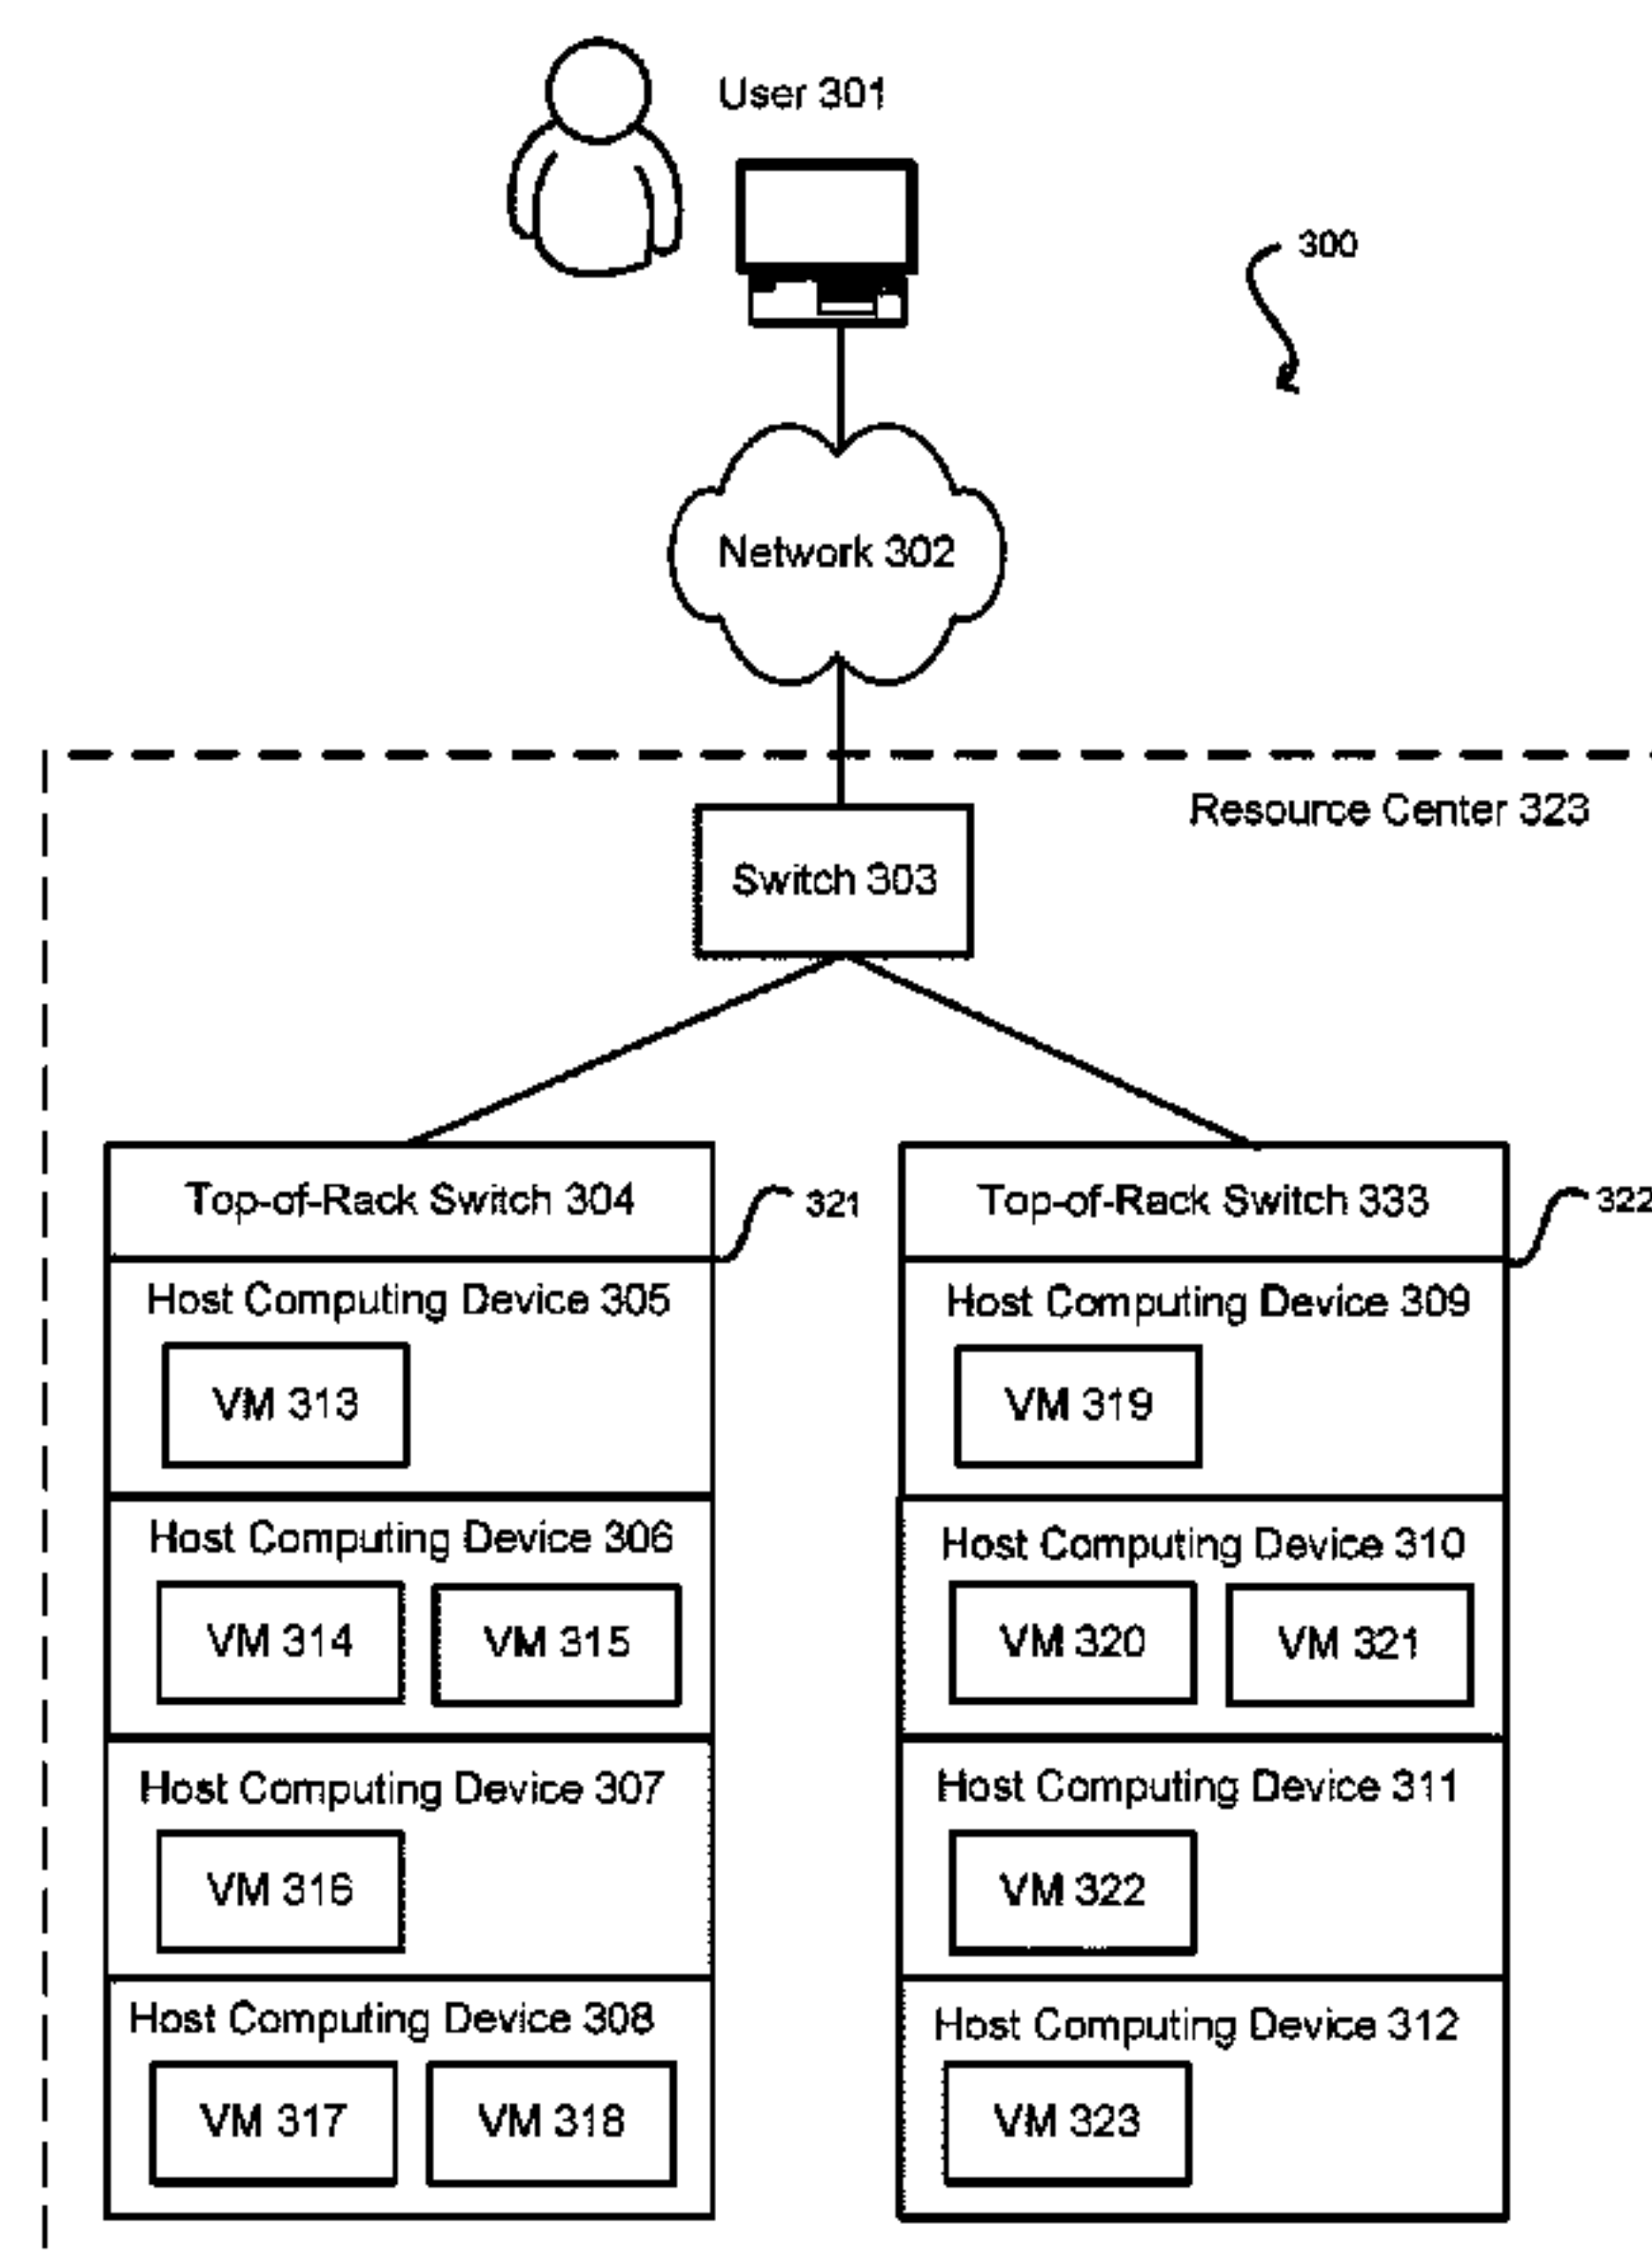 User 301
300
Network 302
Resource Center 323
Switch 303
Top-of-Rack Switch 304
321
Host Computing Device 305
VM 313
Host Computing Device 306
VM 314
VM 315
Host Computing Device 307
VM 316
Host Computing Device 308
VM 317
VM 318
Top-of-Rack Switch 333
322
Host Computing Device 309
VM 319
Host Computing Device 310
VM 320
VM 321
Host Computing Device 311
VM 322
Host Computing Device 312
VM 323